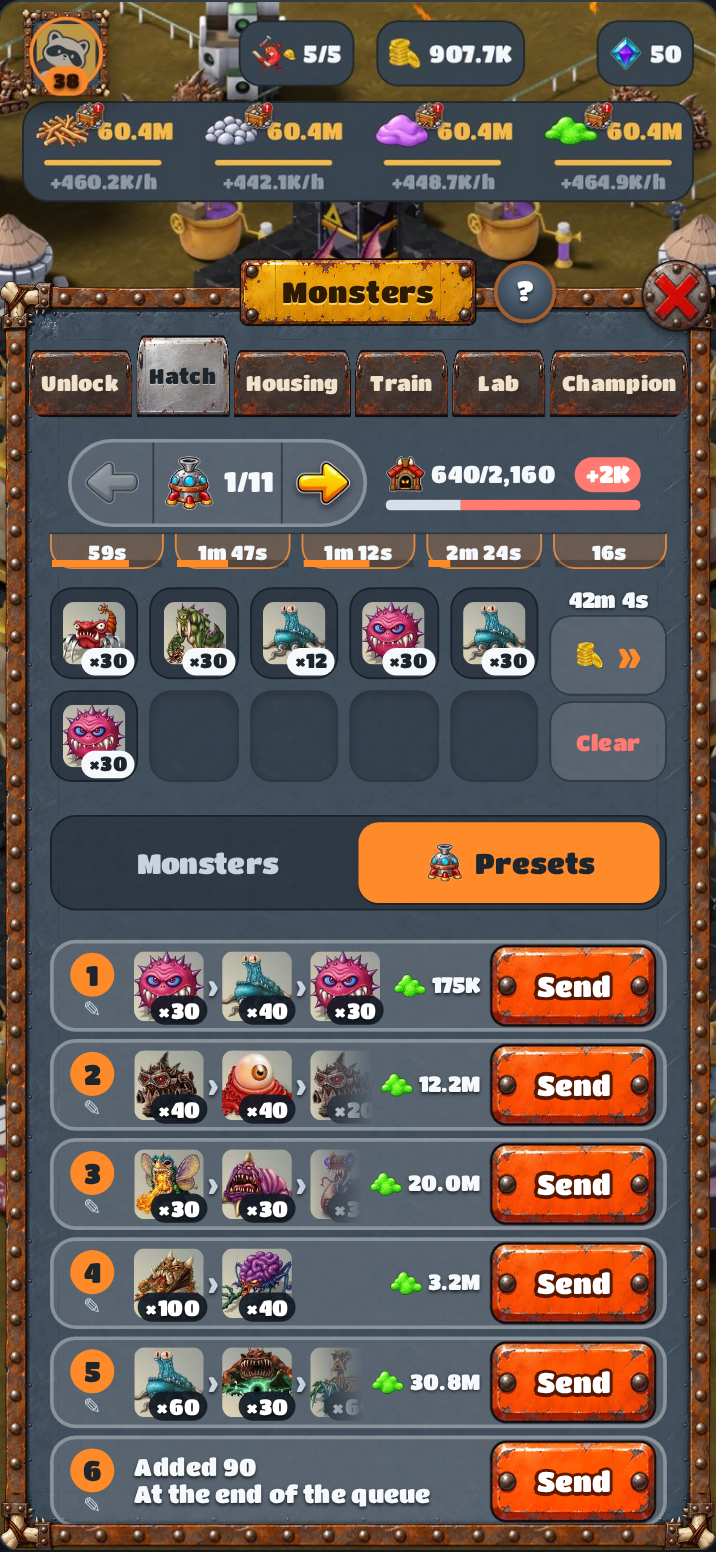 38
5/5
907.7K
50
60.4M
60.4M
60.4M
60.4M
+460.2K/h
+442.1K/h
+448.7K/h
+464.9K/h
Monsters
?
Unlock
Hatch
Housing
Train
Lab
Champion
1/11
640/2,160
+2K
59s
1m 47s
1m 12s
2m 24s
16s
×30
×30
×12
×30
×30
42m 4s
×30
Clear
Monsters
Presets
1
×30
×40
×30
175K
Send
2
×40
×40
×20
12.2M
Send
3
×30
×30
20.0M
Send
4
×100
×40
3.2M
Send
5
×60
×30
30.8M
Send
6
Added 90
At the end of the queue
Send